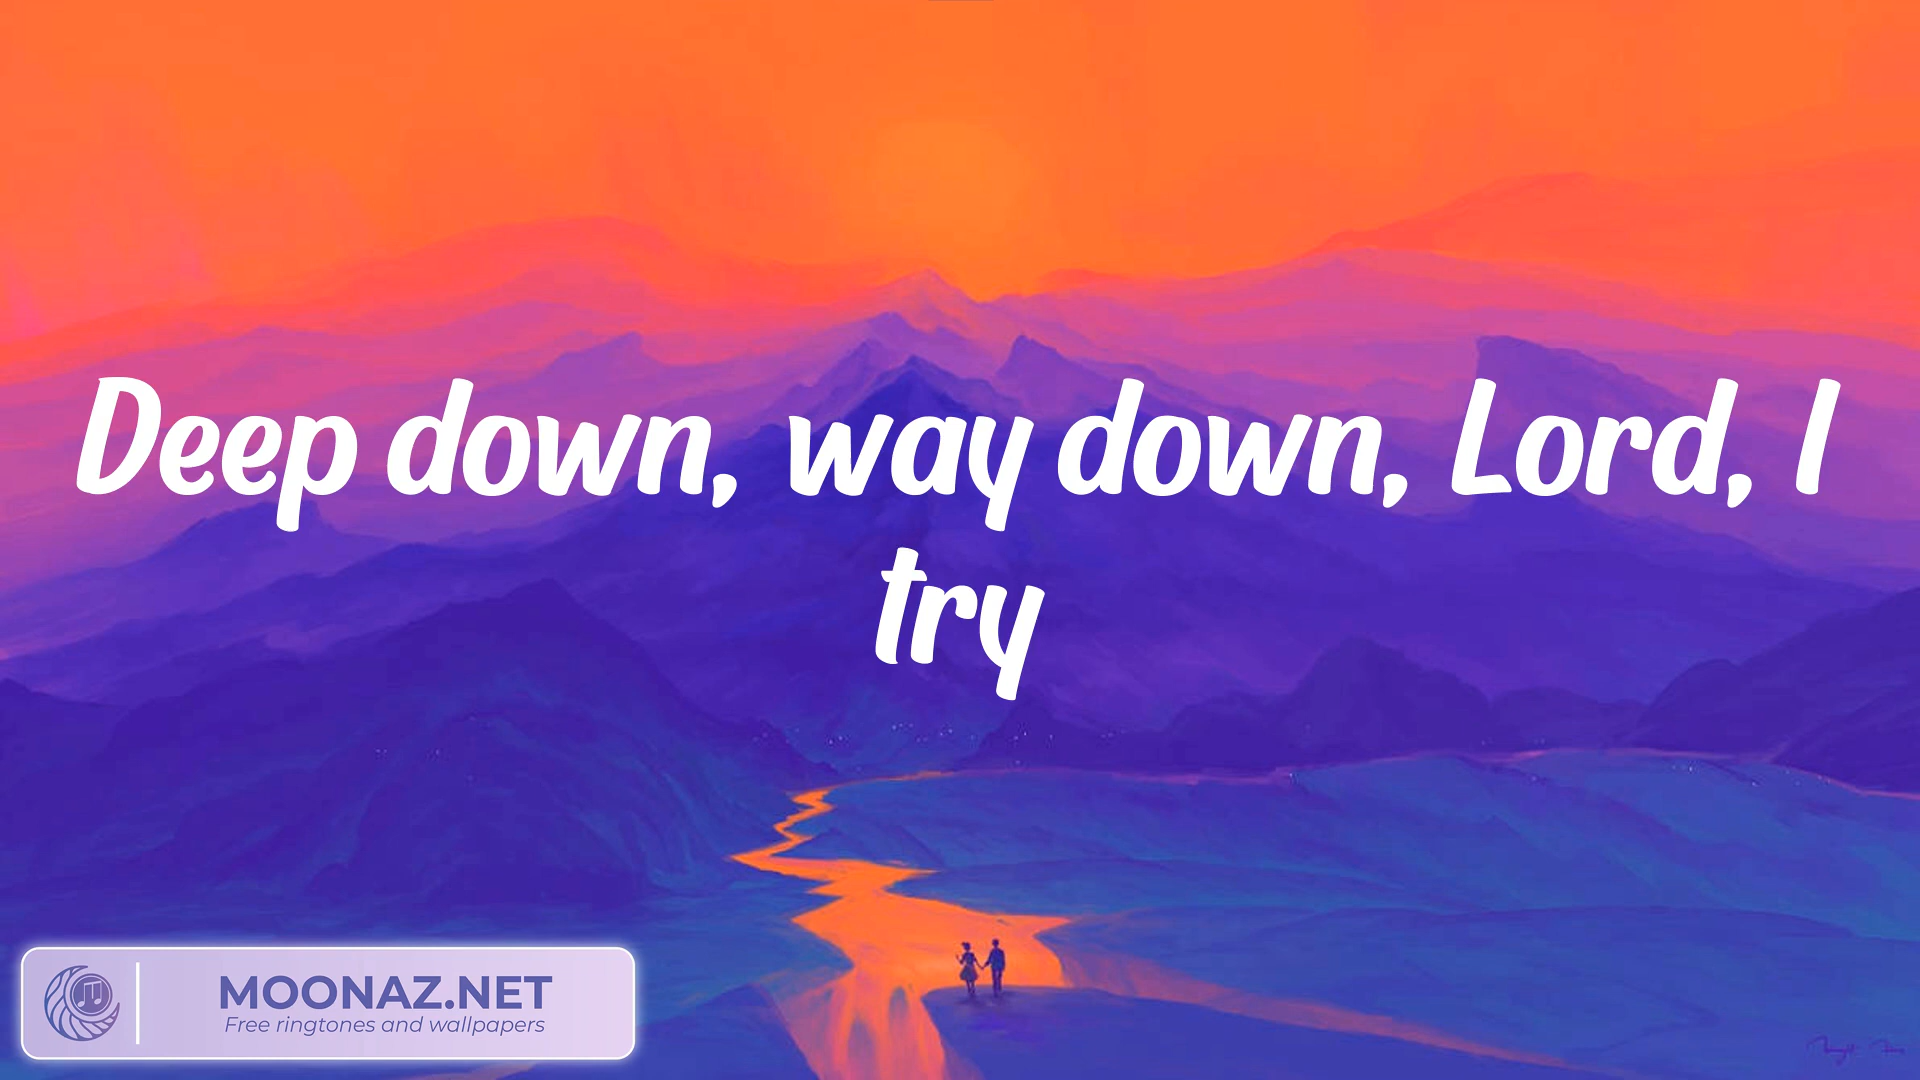 Deep down, way down, Lord, I
try
MOONAZ.NET
Free ringtones and wallpapers